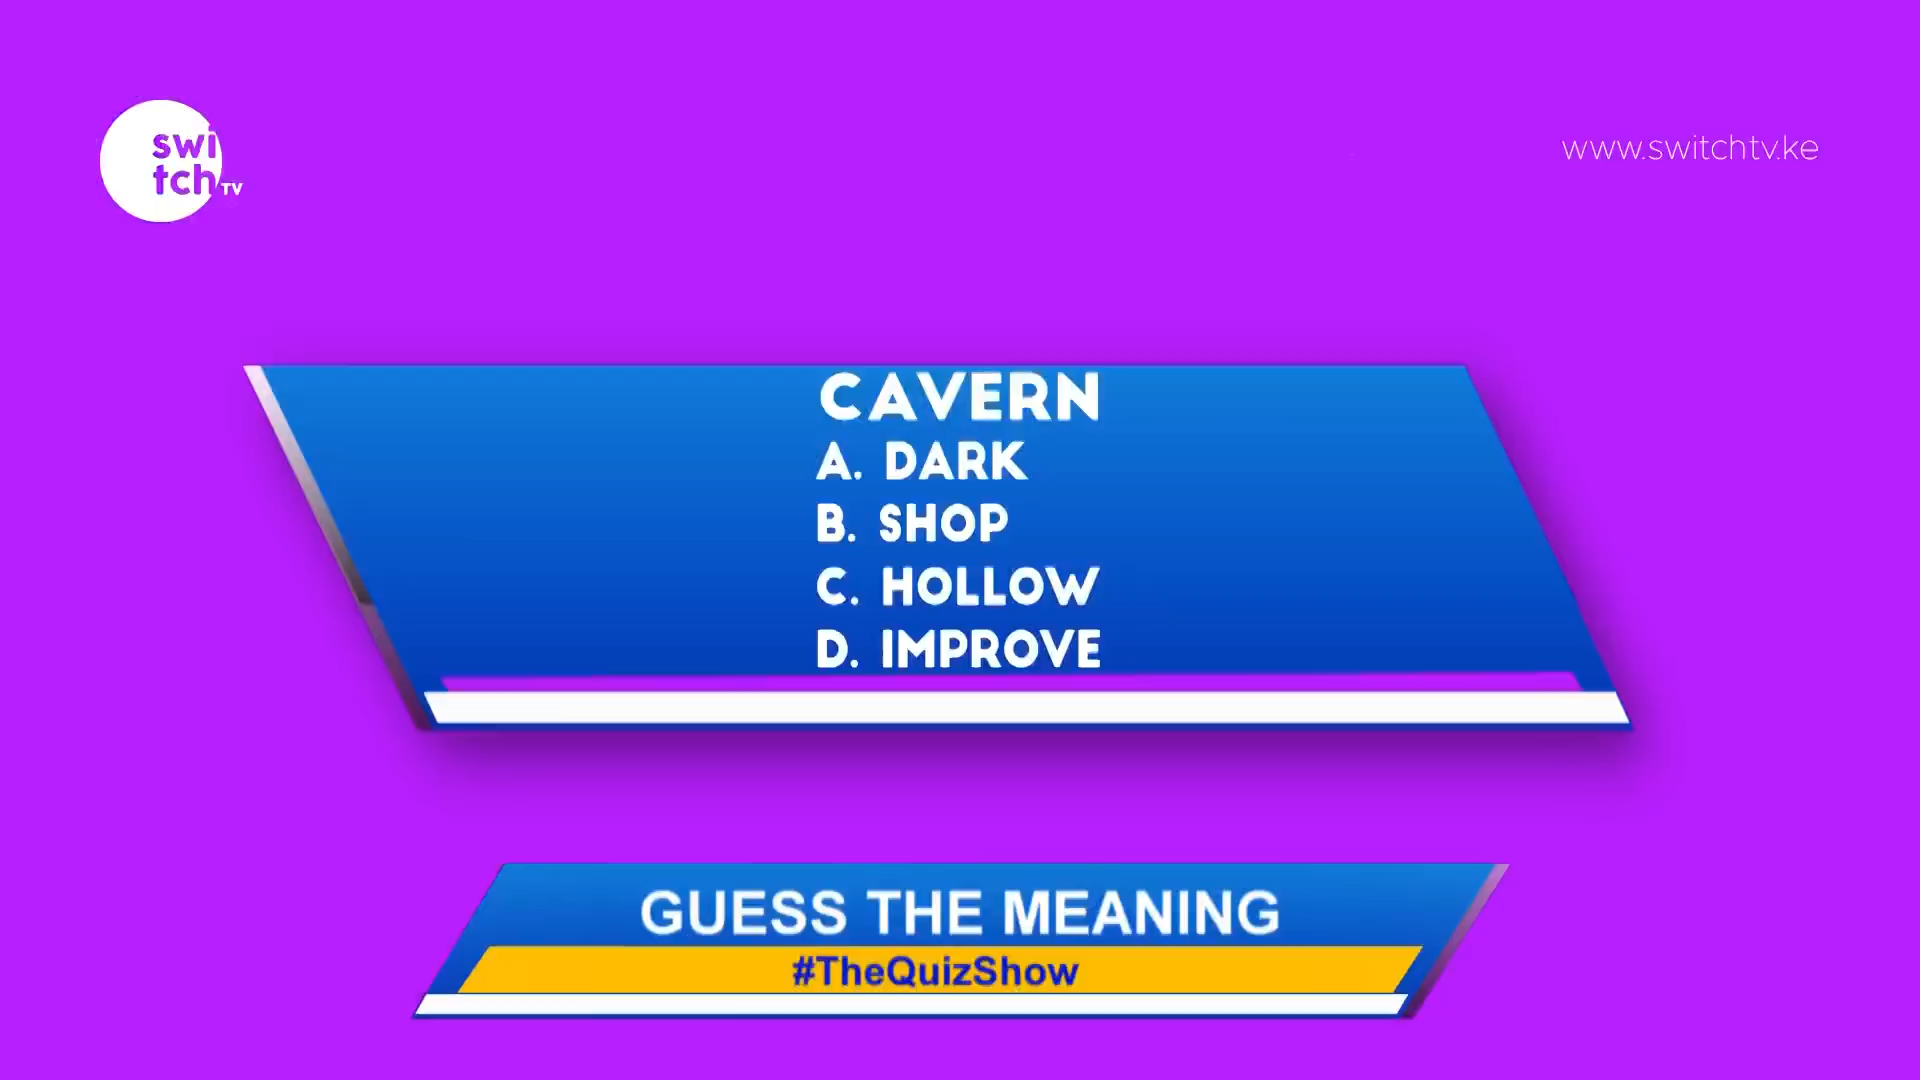 swi
tch TV
www.switchtv.ke
CAVERN
A. DARK
B. SHOP
C. HOLLOW
D. IMPROVE
GUESS THE MEANING
#TheQuizShow